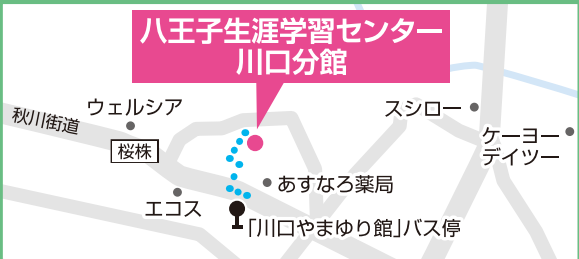 八王子生涯学習センター
川口分館
秋川街道
ウェルシア
桜株
スシロー
ケーヨー
デイツー
あすなろ薬局
エコス
「川口やまゆり館」バス停